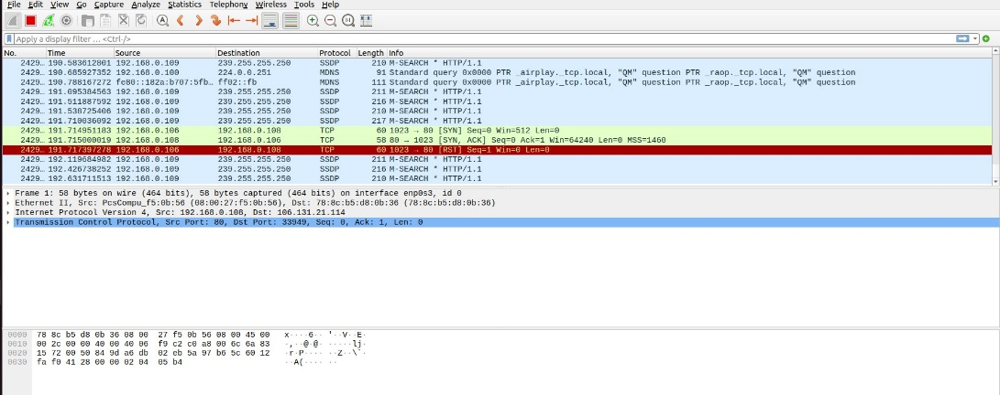 File Edit View Go Capture Analyze Statistics Telephony Wireless Tools Help
Apply a display filter ... <Ctrl-/>
No. Time Source Destination Protocol Length Info
2429… 190.583612801 192.168.0.109 239.255.255.250 SSDP 210 M-SEARCH * HTTP/1.1
2429… 190.685927352 192.168.0.100 224.0.0.251 MDNS 91 Standard query 0x0000 PTR _airplay._tcp.local, "QM" question PTR _raop._tcp.local, "QM" question
2429… 190.788167272 fe80::182a:b707:5fb… ff02::fb MDNS 111 Standard query 0x0000 PTR _airplay._tcp.local, "QM" question PTR _raop._tcp.local, "QM" question
2429… 191.095384563 192.168.0.109 239.255.255.250 SSDP 211 M-SEARCH * HTTP/1.1
2429… 191.511887592 192.168.0.109 239.255.255.250 SSDP 216 M-SEARCH * HTTP/1.1
2429… 191.538725406 192.168.0.109 239.255.255.250 SSDP 210 M-SEARCH * HTTP/1.1
2429… 191.710036092 192.168.0.109 239.255.255.250 SSDP 217 M-SEARCH * HTTP/1.1
2429… 191.714951183 192.168.0.106 192.168.0.108 TCP 60 1023 → 80 [SYN] Seq=0 Win=512 Len=0
2429… 191.715000019 192.168.0.108 192.168.0.106 TCP 58 80 → 1023 [SYN, ACK] Seq=0 Ack=1 Win=64240 Len=0 MSS=1460
2429… 191.717397278 192.168.0.106 192.168.0.108 TCP 60 1023 → 80 [RST] Seq=1 Win=0 Len=0
2429… 192.119684982 192.168.0.109 239.255.255.250 SSDP 211 M-SEARCH * HTTP/1.1
2429… 192.426738252 192.168.0.109 239.255.255.250 SSDP 216 M-SEARCH * HTTP/1.1
2429… 192.631711513 192.168.0.109 239.255.255.250 SSDP 210 M-SEARCH * HTTP/1.1
Frame 1: 58 bytes on wire (464 bits), 58 bytes captured (464 bits) on interface enp0s3, id 0
Ethernet II, Src: PcsCompu_f5:0b:56 (08:00:27:f5:0b:56), Dst: 78:8c:b5:d8:0b:36 (78:8c:b5:d8:0b:36)
Internet Protocol Version 4, Src: 192.168.0.108, Dst: 106.131.21.114
Transmission Control Protocol, Src Port: 80, Dst Port: 33949, Seq: 0, Ack: 1, Len: 0
0000 78 8c b5 d8 0b 36 08 00 27 f5 0b 56 08 00 45 00 x····6·· '··V··E·
0010 00 2c 00 00 40 00 40 06 f9 c2 c0 a8 00 6c 6a 83 ·,··@·@· ·····lj·
0020 15 72 00 50 84 9d a6 db 02 eb 5a 97 b6 5c 60 12 ·r·P···· ··Z··\`·
0030 fa f0 41 28 00 00 02 04 05 b4 ··A(···· ··